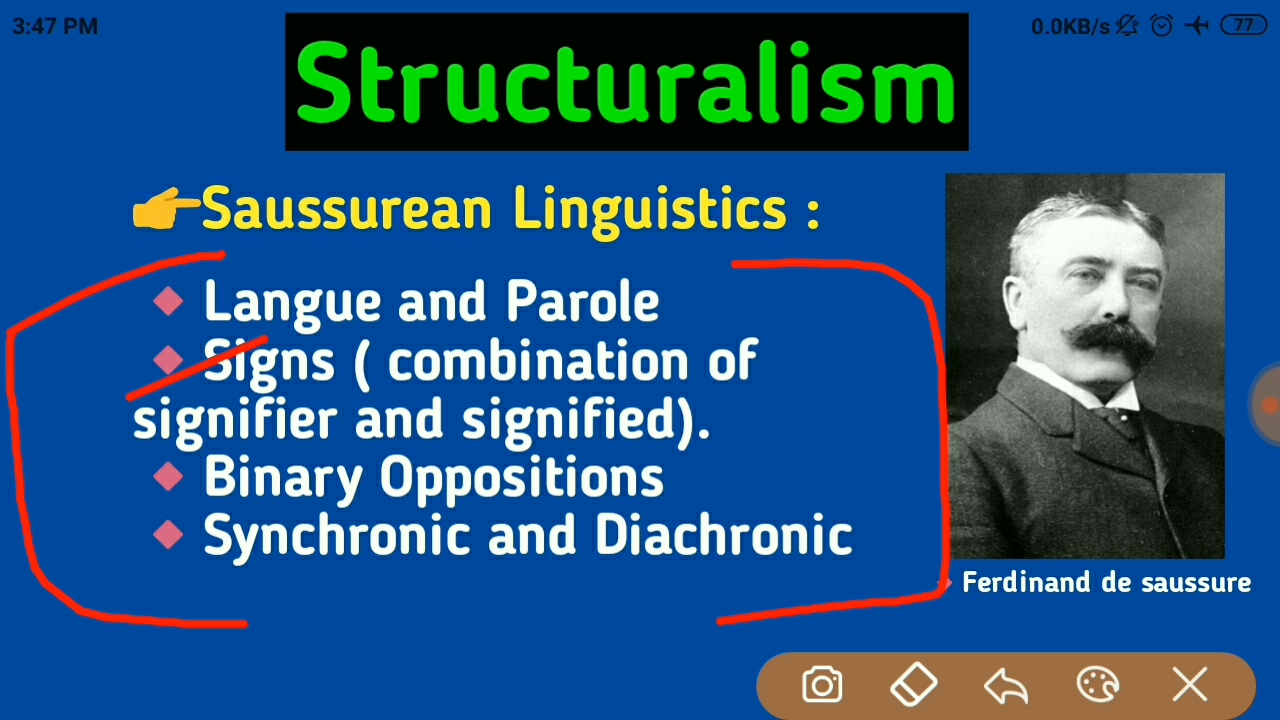 3:47 PM
0.0KB/s
77
Structuralism
👉Saussurean Linguistics :
Langue and Parole
Signs ( combination of
signifier and signified).
Binary Oppositions
Synchronic and Diachronic
Ferdinand de saussure